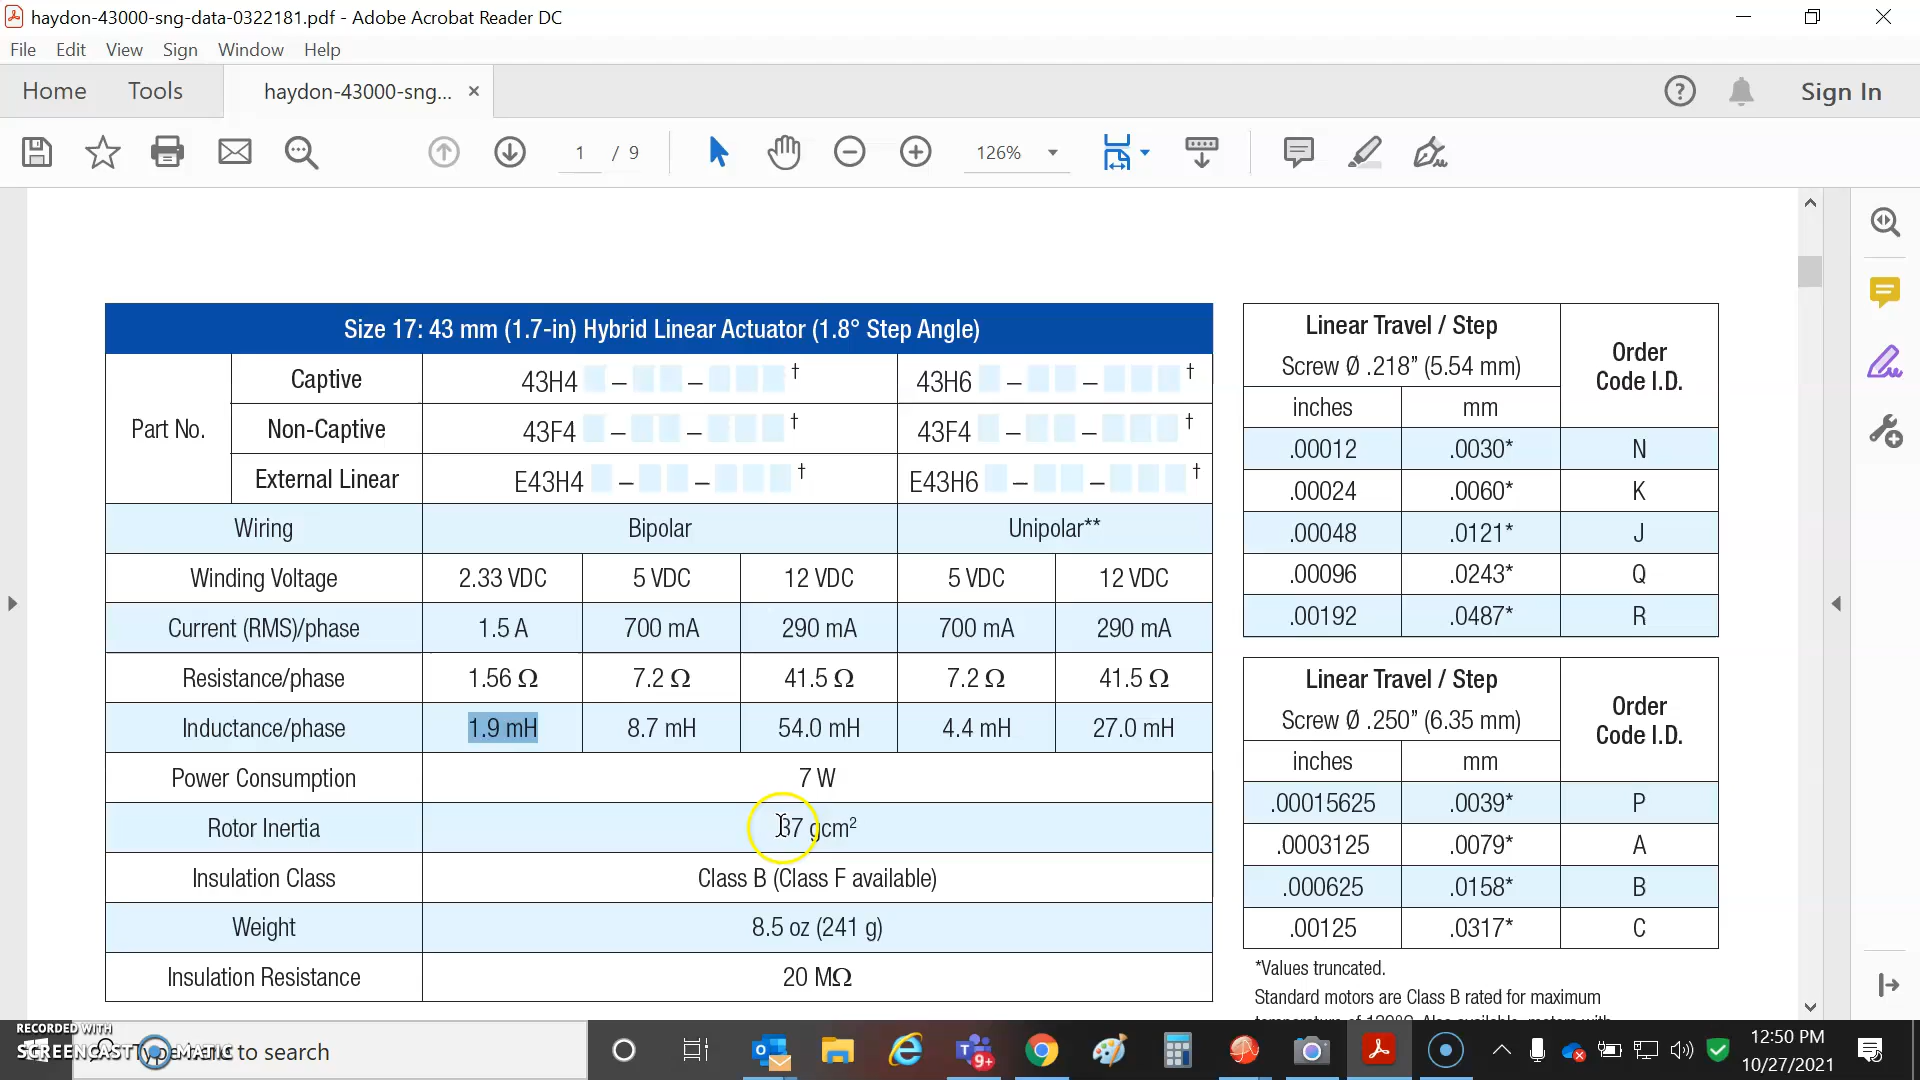 haydon-43000-sng-data-0322181.pdf - Adobe Acrobat Reader DC
File Edit View Sign Window Help
Home Tools haydon-43000-sng... × Sign In
1 / 9 126%
Size 17: 43 mm (1.7-in) Hybrid Linear Actuator (1.8° Step Angle)
Part No.
Captive 43H4 – – † 43H6 – – †
Non-Captive 43F4 – – † 43F4 – – †
External Linear E43H4 – – † E43H6 – – †
Wiring Bipolar Unipolar**
Winding Voltage 2.33 VDC 5 VDC 12 VDC 5 VDC 12 VDC
Current (RMS)/phase 1.5 A 700 mA 290 mA 700 mA 290 mA
Resistance/phase 1.56 Ω 7.2 Ω 41.5 Ω 7.2 Ω 41.5 Ω
Inductance/phase 1.9 mH 8.7 mH 54.0 mH 4.4 mH 27.0 mH
Power Consumption 7 W
Rotor Inertia 37 gcm²
Insulation Class Class B (Class F available)
Weight 8.5 oz (241 g)
Insulation Resistance 20 MΩ
Linear Travel / Step
Screw Ø .218” (5.54 mm)
Order
Code I.D.
inches mm
.00012 .0030* N
.00024 .0060* K
.00048 .0121* J
.00096 .0243* Q
.00192 .0487* R
Linear Travel / Step
Screw Ø .250” (6.35 mm)
Order
Code I.D.
inches mm
.00015625 .0039* P
.0003125 .0079* A
.000625 .0158* B
.00125 .0317* C
*Values truncated.
Standard motors are Class B rated for maximum
RECORDED WITH
SCREENCAST MATIC
Type here to search
9+
12:50 PM
10/27/2021